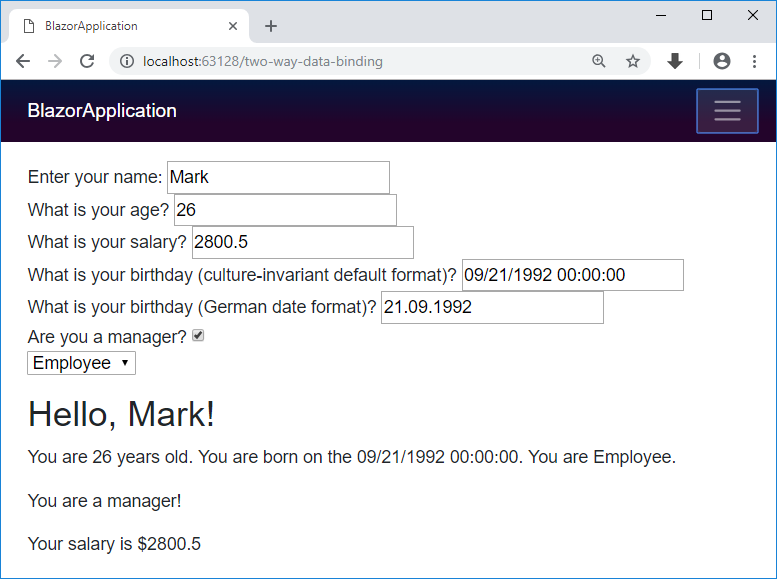 BlazorApplication
localhost:63128/two-way-data-binding
BlazorApplication
Enter your name: Mark
What is your age? 26
What is your salary? 2800.5
What is your birthday (culture-invariant default format)? 09/21/1992 00:00:00
What is your birthday (German date format)? 21.09.1992
Are you a manager?
Employee
Hello, Mark!
You are 26 years old. You are born on the 09/21/1992 00:00:00. You are Employee.
You are a manager!
Your salary is $2800.5